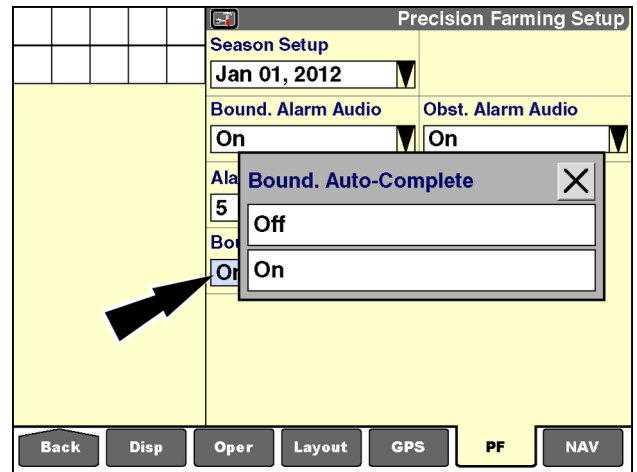 Precision Farming Setup
Season Setup
Jan 01, 2012
Bound. Alarm Audio
Obst. Alarm Audio
On
On
Bound. Auto-Complete
5
Off
On
Back
Disp
Oper
Layout
GPS
PF
NAV